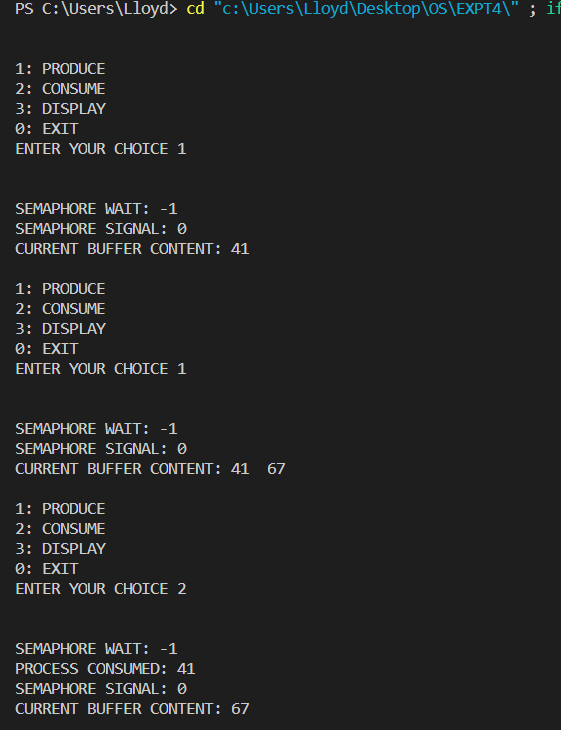 PS C:\Users\Lloyd> cd "c:\Users\Lloyd\Desktop\OS\EXPT4\" ; if
1: PRODUCE
2: CONSUME
3: DISPLAY
0: EXIT
ENTER YOUR CHOICE 1
SEMAPHORE WAIT: -1
SEMAPHORE SIGNAL: 0
CURRENT BUFFER CONTENT: 41
1: PRODUCE
2: CONSUME
3: DISPLAY
0: EXIT
ENTER YOUR CHOICE 1
SEMAPHORE WAIT: -1
SEMAPHORE SIGNAL: 0
CURRENT BUFFER CONTENT: 41  67
1: PRODUCE
2: CONSUME
3: DISPLAY
0: EXIT
ENTER YOUR CHOICE 2
SEMAPHORE WAIT: -1
PROCESS CONSUMED: 41
SEMAPHORE SIGNAL: 0
CURRENT BUFFER CONTENT: 67